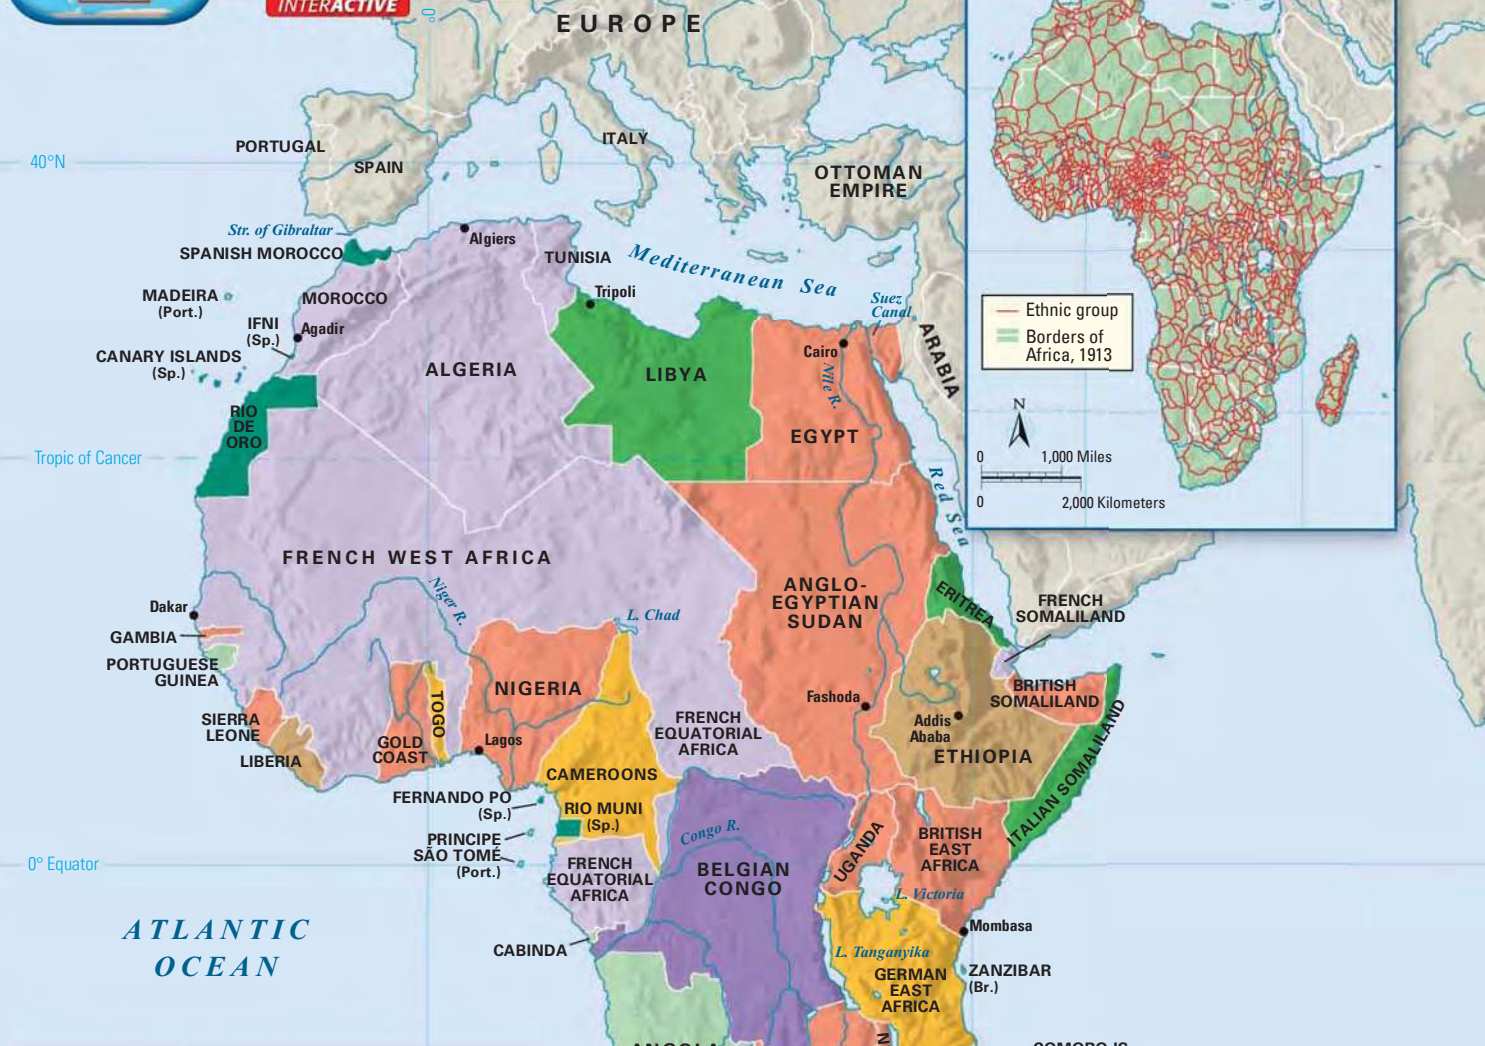 INTERACTIVE
0°
EUROPE
PORTUGAL
SPAIN
ITALY
OTTOMAN
EMPIRE
40°N
Str. of Gibraltar
SPANISH MOROCCO
Algiers
TUNISIA
Mediterranean Sea
Suez
Canal
MADEIRA
(Port.)
MOROCCO
Tripoli
IFNI
(Sp.)
Agadir
CANARY ISLANDS
(Sp.)
ALGERIA
LIBYA
Cairo
Nile R.
ARABIA
RIO
DE
ORO
EGYPT
Tropic of Cancer
Red Sea
FRENCH WEST AFRICA
Niger R.
L. Chad
ANGLO-
EGYPTIAN
SUDAN
ERITREA
FRENCH
SOMALILAND
Dakar
GAMBIA
PORTUGUESE
GUINEA
NIGERIA
TOGO
Fashoda
BRITISH
SOMALILAND
SIERRA
LEONE
LIBERIA
GOLD
COAST
Lagos
FRENCH
EQUATORIAL
AFRICA
Addis
Ababa
ETHIOPIA
ITALIAN SOMALILAND
CAMEROONS
FERNANDO PO
(Sp.)
RIO MUNI
(Sp.)
PRINCIPE
SÃO TOMÉ
(Port.)
Congo R.
UGANDA
BRITISH
EAST
AFRICA
0° Equator
FRENCH
EQUATORIAL
AFRICA
BELGIAN
CONGO
L. Victoria
ATLANTIC
OCEAN
CABINDA
Mombasa
L. Tanganyika
GERMAN
EAST
AFRICA
ZANZIBAR
(Br.)
ANGOLA
N
COMORO IS.
Ethnic group
Borders of
Africa, 1913
N
0 1,000 Miles
0 2,000 Kilometers